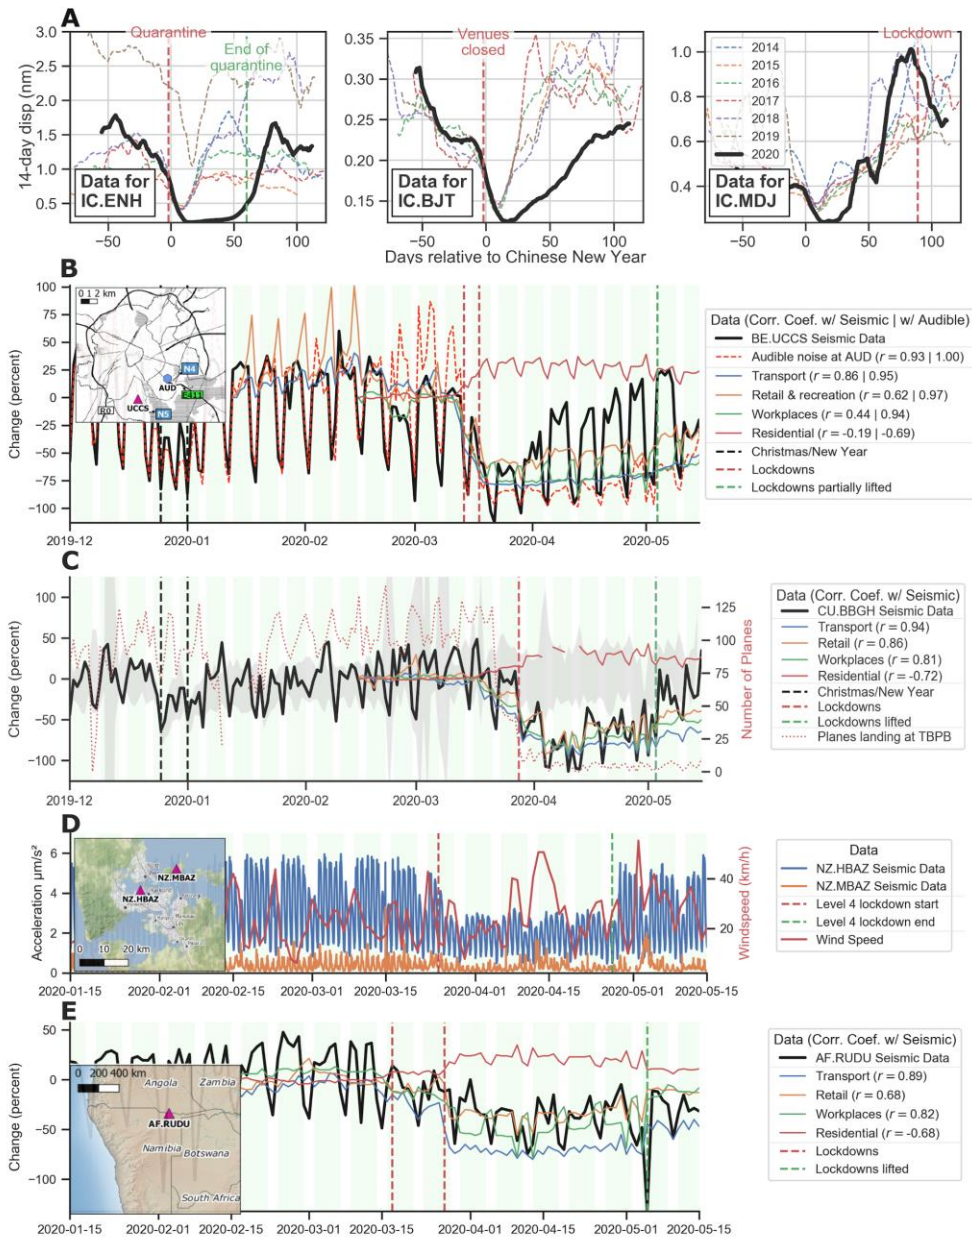 A
3.0
2.5
2.0
1.5
1.0
0.5
14-day disp (nm)
Quarantine
End of
quarantine
Data for
IC.ENH
−50
0
50
100
0.35
0.30
0.25
0.20
0.15
Venues
closed
Data for
IC.BJT
−50
0
50
100
Days relative to Chinese New Year
1.0
0.8
0.6
0.4
Lockdown
2014
2015
2016
2017
2018
2019
2020
Data for
IC.MDJ
−50
0
50
100
B
100
75
50
25
0
−25
−50
−75
−100
Change (percent)
0 1 2 km
N4
AUD
UCCS
N5
2019-12
2020-01
2020-02
2020-03
2020-04
2020-05
Data (Corr. Coef. w/ Seismic | w/ Audible)
BE.UCCS Seismic Data
Audible noise at AUD (r = 0.93 | 1.00)
Transport (r = 0.86 | 0.95)
Retail & recreation (r = 0.62 | 0.97)
Workplaces (r = 0.44 | 0.94)
Residential (r = -0.19 | -0.69)
Christmas/New Year
Lockdowns
Lockdowns partially lifted
C
100
50
0
−50
−100
Change (percent)
125
100
75
50
25
0
Number of Planes
2019-12
2020-01
2020-02
2020-03
2020-04
2020-05
Data (Corr. Coef. w/ Seismic)
CU.BBGH Seismic Data
Transport (r = 0.94)
Retail (r = 0.86)
Workplaces (r = 0.81)
Residential (r = -0.72)
Christmas/New Year
Lockdowns
Lockdowns lifted
Planes landing at TBPB
D
6
4
2
0
Acceleration μm/s²
NZ.MBAZ
NZ.HBAZ
0 10 20 km
40
20
Windspeed (km/h)
2020-01-15
2020-02-01
2020-02-15
2020-03-01
2020-03-15
2020-04-01
2020-04-15
2020-05-01
2020-05-15
Data
NZ.HBAZ Seismic Data
NZ.MBAZ Seismic Data
Level 4 lockdown start
Level 4 lockdown end
Wind Speed
E
50
0
−50
−100
Change (percent)
0 200 400 km
Angola
Zambia
AF.RUDU
Namibia
Botswana
South Africa
2020-01-15
2020-02-01
2020-02-15
2020-03-01
2020-03-15
2020-04-01
2020-04-15
2020-05-01
2020-05-15
Data (Corr. Coef. w/ Seismic)
AF.RUDU Seismic Data
Transport (r = 0.89)
Retail (r = 0.68)
Workplaces (r = 0.82)
Residential (r = -0.68)
Lockdowns
Lockdowns lifted